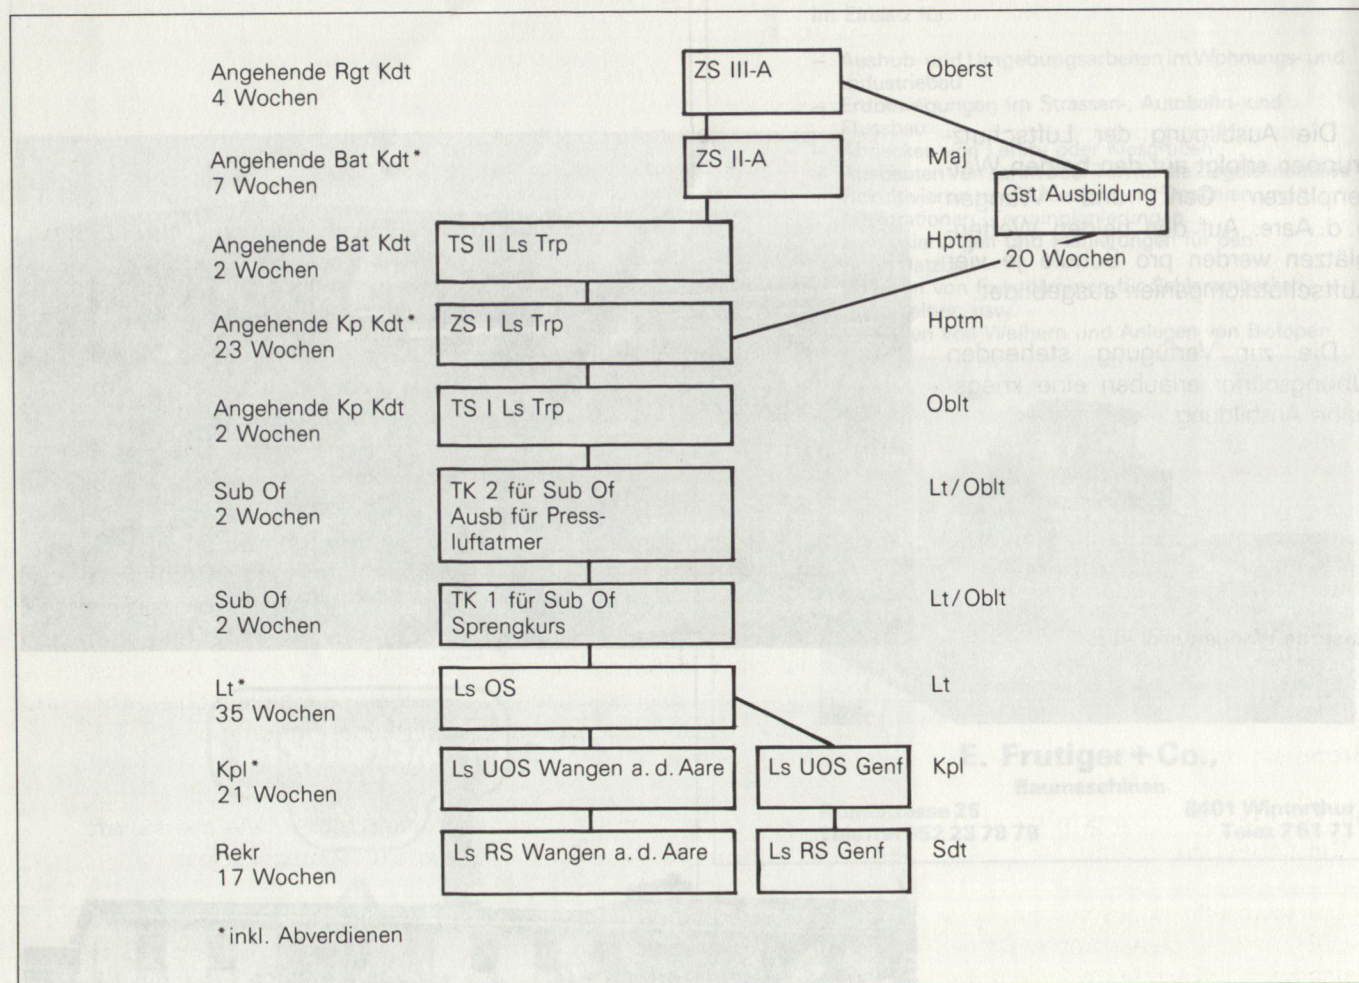 Angehende Rgt Kdt
4 Wochen
ZS III-A
Oberst
Angehende Bat Kdt*
7 Wochen
ZS II-A
Maj
Gst Ausbildung
Angehende Bat Kdt
2 Wochen
TS II Ls Trp
Hptm
20 Wochen
Angehende Kp Kdt*
23 Wochen
ZS I Ls Trp
Hptm
Angehende Kp Kdt
2 Wochen
TS I Ls Trp
Oblt
Sub Of
2 Wochen
TK 2 für Sub Of
Ausb für Press-
luftatmer
Lt/Oblt
Sub Of
2 Wochen
TK 1 für Sub Of
Sprengkurs
Lt/Oblt
Lt*
35 Wochen
Ls OS
Lt
Kpl*
21 Wochen
Ls UOS Wangen a. d. Aare
Ls UOS Genf
Kpl
Rekr
17 Wochen
Ls RS Wangen a. d. Aare
Ls RS Genf
Sdt
*inkl. Abverdienen
E. Frutiger+Co.,
Baumaschinen
8401 Winterthur